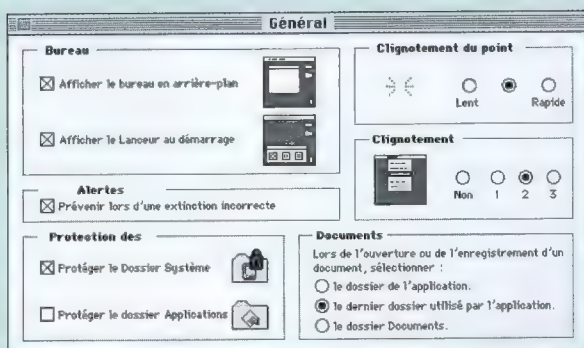 Général
Bureau
Afficher le bureau en arrière-plan
Afficher le Lanceur au démarrage
Alertes
Prévenir lors d'une extinction incorrecte
Protection des
Protéger le Dossier Système
Protéger le dossier Applications
Clignotement du point
Lent
Rapide
Clignotement
Non 1 2 3
Documents
Lors de l'ouverture ou de l'enregistrement d'un
document, sélectionner :
le dossier de l'application.
le dernier dossier utilisé par l'application.
le dossier Documents.